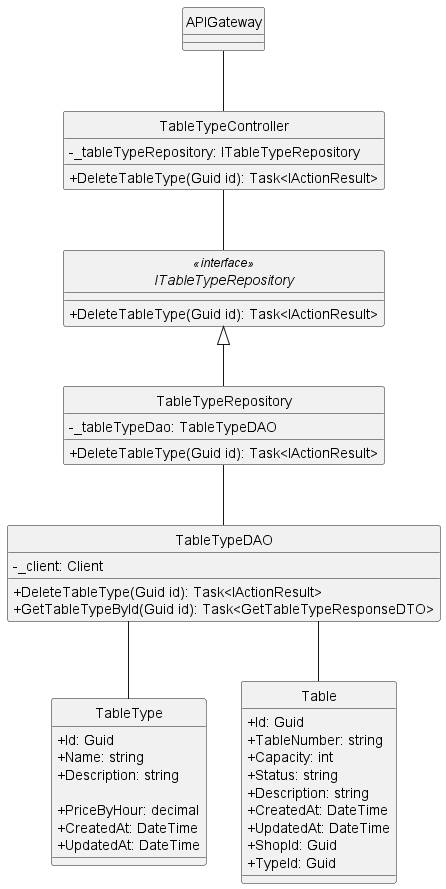 APIGateway
TableTypeController
-_tableTypeRepository: ITableTypeRepository
+DeleteTableType(Guid id): Task<IActionResult>
«interface»
ITableTypeRepository
+DeleteTableType(Guid id): Task<IActionResult>
TableTypeRepository
-_tableTypeDao: TableTypeDAO
+DeleteTableType(Guid id): Task<IActionResult>
TableTypeDAO
-_client: Client
+DeleteTableType(Guid id): Task<IActionResult>
+GetTableTypeById(Guid id): Task<GetTableTypeResponseDTO>
TableType
+Id: Guid
+Name: string
+Description: string
+PriceByHour: decimal
+CreatedAt: DateTime
+UpdatedAt: DateTime
Table
+Id: Guid
+TableNumber: string
+Capacity: int
+Status: string
+Description: string
+CreatedAt: DateTime
+UpdatedAt: DateTime
+ShopId: Guid
+TypeId: Guid